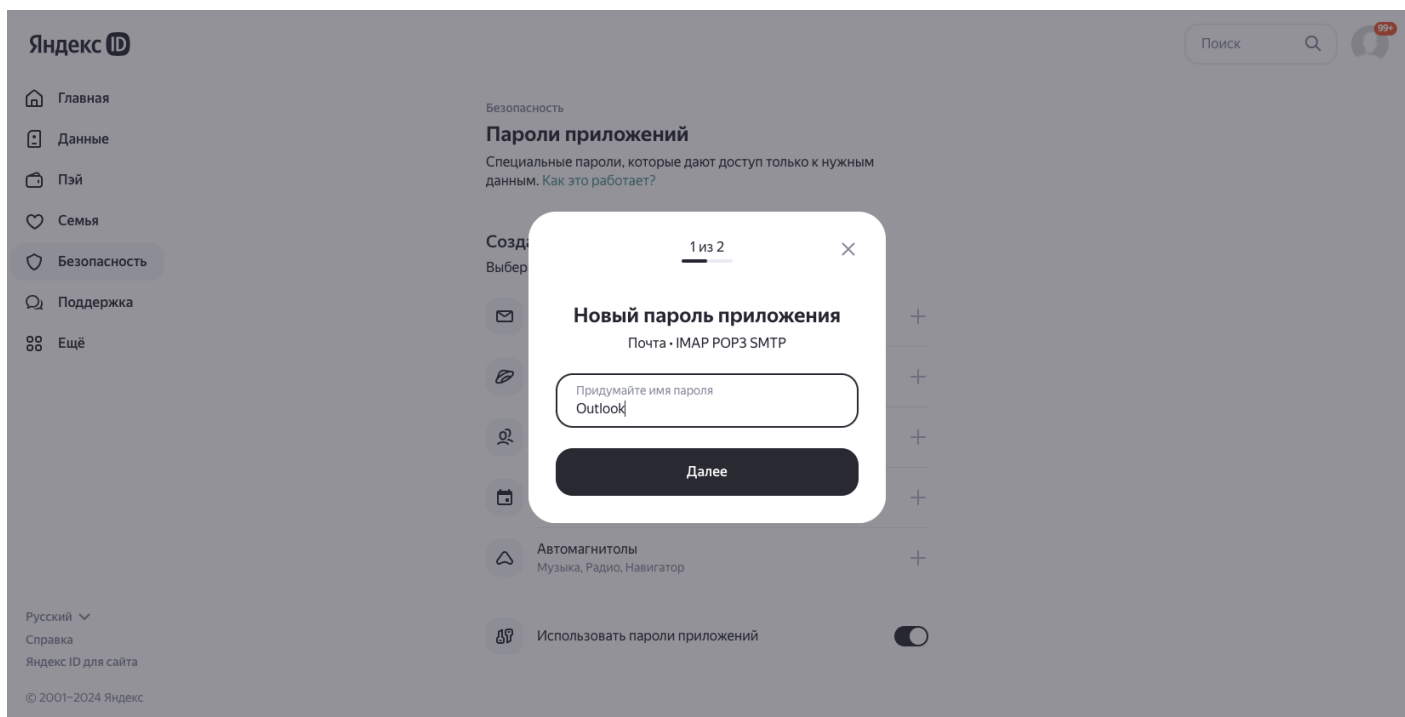 Яндекс ID
Поиск
99+
Главная
Данные
Пэй
Семья
Безопасность
Поддержка
Ещё
Безопасность
Пароли приложений
Специальные пароли, которые дают доступ только к нужным
данным. Как это работает?
Созд
Выбер
1 из 2
Новый пароль приложения
Почта • IMAP POP3 SMTP
Придумайте имя пароля
Outlook
Далее
Автомагнитолы
Музыка, Радио, Навигатор
Использовать пароли приложений
Русский
Справка
Яндекс ID для сайта
© 2001–2024 Яндекс